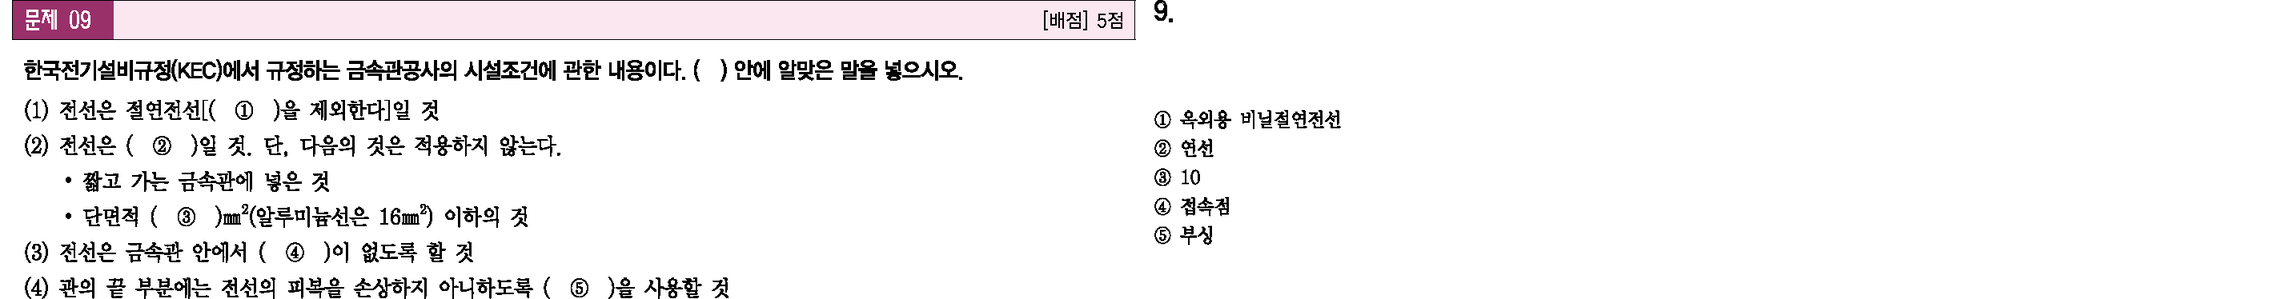 문제 09
[배점] 5점
한국전기설비규정(KEC)에서 규정하는 금속관공사의 시설조건에 관한 내용이다. (   ) 안에 알맞은 말을 넣으시오.
(1) 전선은 절연전선[( ① )을 제외한다]일 것
(2) 전선은 ( ② )일 것. 단, 다음의 것은 적용하지 않는다.
• 짧고 가는 금속관에 넣은 것
• 단면적 ( ③ )㎟(알루미늄선은 16㎟) 이하의 것
(3) 전선은 금속관 안에서 ( ④ )이 없도록 할 것
(4) 관의 끝 부분에는 전선의 피복을 손상하지 아니하도록 ( ⑤ )을 사용할 것
9.
① 옥외용 비닐절연전선
② 연선
③ 10
④ 접속점
⑤ 부싱